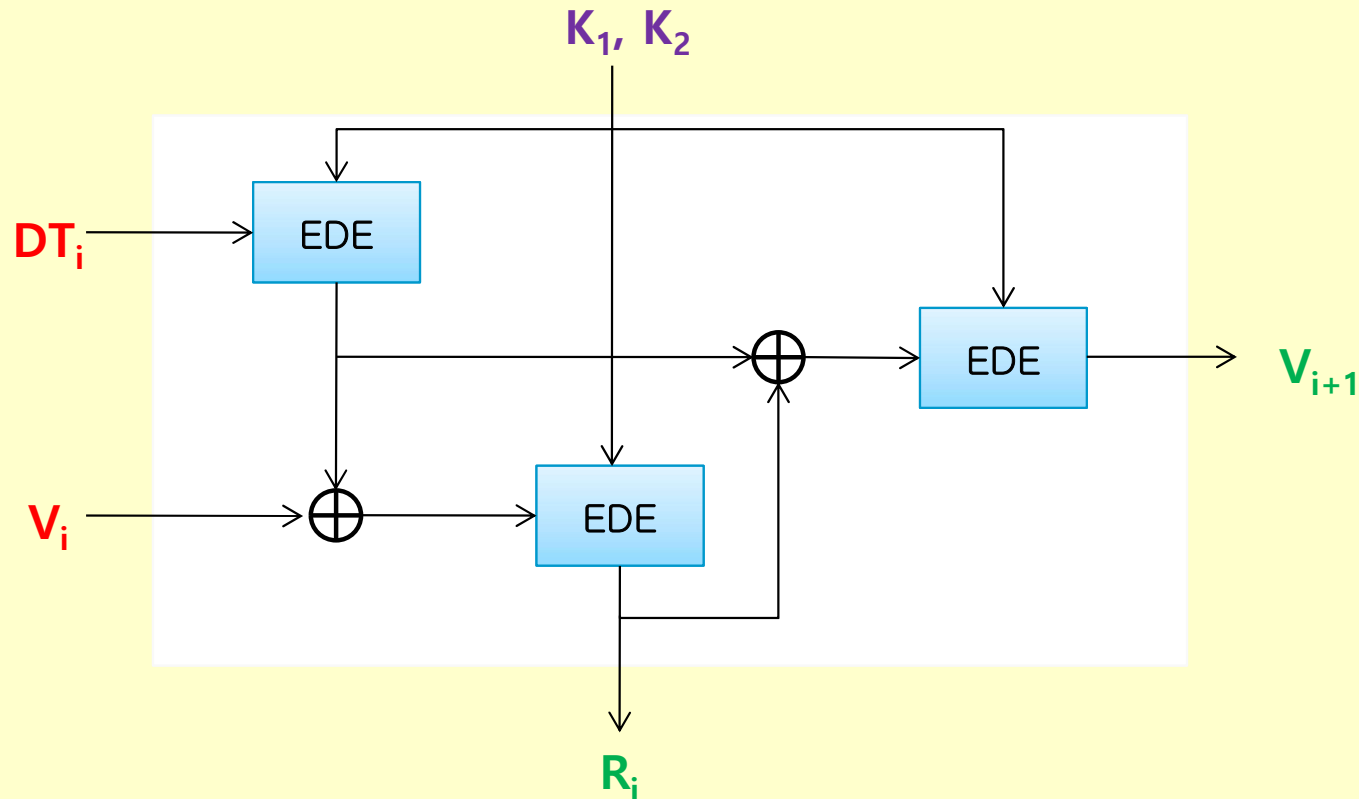 K₁, K₂
EDE
DTᵢ
EDE
Vᵢ₊₁
Vᵢ
EDE
Rᵢ